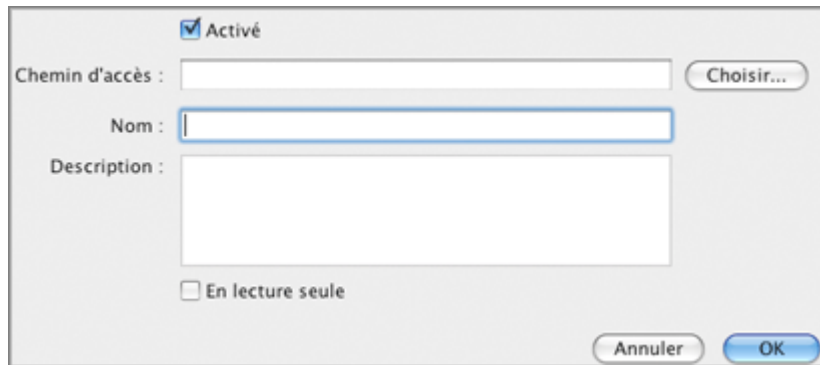 Activé
Chemin d'accès :
Choisir...
Nom :
Description :
En lecture seule
Annuler
OK